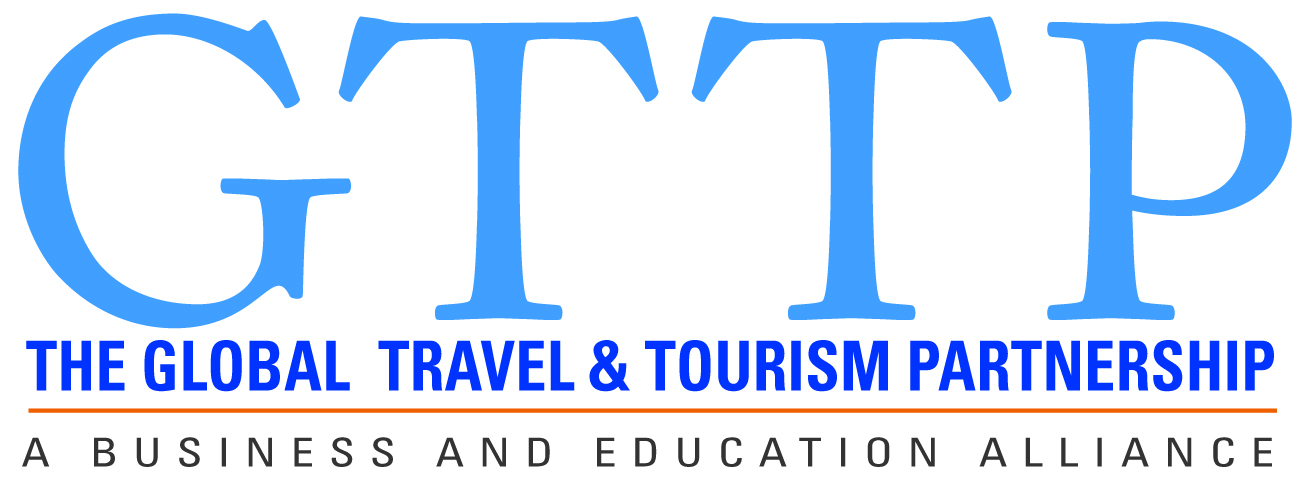 GTTP
THE GLOBAL TRAVEL & TOURISM PARTNERSHIP
A BUSINESS AND EDUCATION ALLIANCE